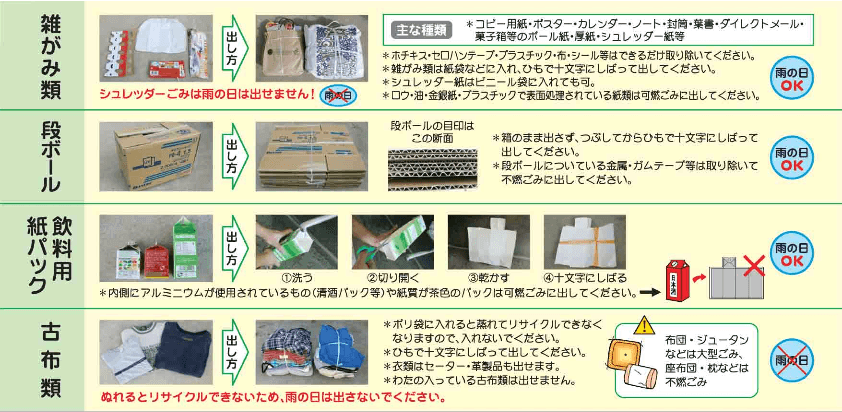 雑がみ類
出し方
主な種類
＊コピー用紙・ポスター・カレンダー・ノート・封筒・葉書・ダイレクトメール・
菓子箱等のボール紙・厚紙・シュレッダー紙等
＊ホチキス・セロハンテープ・プラスチック・布・シール等はできるだけ取り除いてください。
＊雑がみ類は紙袋などに入れ、ひもで十文字にしばって出してください。
＊シュレッダー紙はビニール袋に入れても可。
＊ロウ・油・金銀紙・プラスチックで表面処理されている紙類は可燃ごみに出してください。
シュレッダーごみは雨の日は出せません!
雨の日
雨の日
OK
段ボール
出し方
段ボールの目印は
この断面
＊箱のまま出さず、つぶしてからひもで十文字にしばって
出してください。
＊段ボールについている金属・ガムテープ等は取り除いて
不燃ごみに出してください。
雨の日
OK
飲料用
紙パック
出し方
①洗う
②切り開く
③乾かす
④十文字にしばる
日本酒
雨の日
OK
＊内側にアルミニウムが使用されているもの(清酒パック等)や紙質が茶色のパックは可燃ごみに出してください。
古布類
出し方
＊ポリ袋に入れると蒸れてリサイクルできなく
なりますので、入れないでください。
＊ひもで十文字にしばって出してください。
＊衣類はセーター・革製品も出せます。
＊わたの入っている古布類は出せません。
布団・ジュータン
などは大型ごみ、
座布団・枕などは
不燃ごみ
雨の日
ぬれるとリサイクルできないため、雨の日は出さないでください。